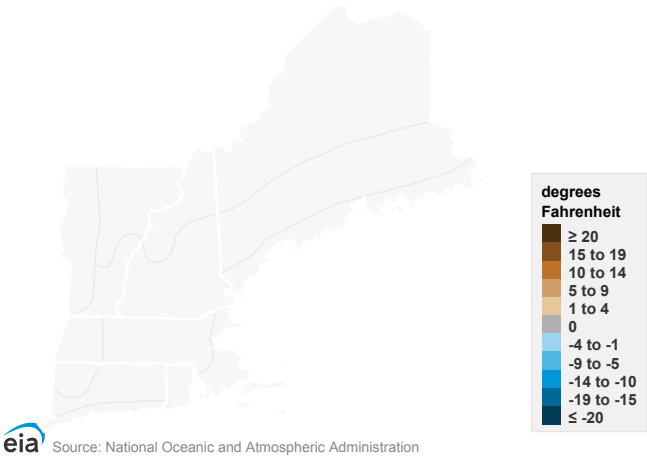 degrees
Fahrenheit
≥ 20
15 to 19
10 to 14
5 to 9
1 to 4
0
-4 to -1
-9 to -5
-14 to -10
-19 to -15
≤ -20
eia Source: National Oceanic and Atmospheric Administration